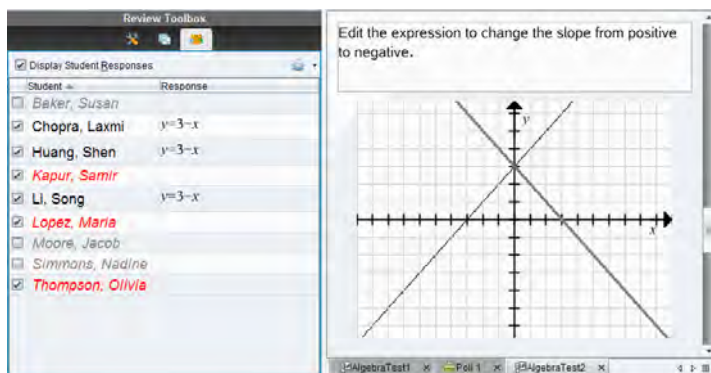 Review Toolbox
Display Student Responses
Student Response
Baker, Susan
Chopra, Laxmi y=3-x
Huang, Shen y=3-x
Kapur, Samir
Li, Song y=3-x
Lopez, Maria
Moore, Jacob
Simmons, Nadine
Thompson, Olivia
Edit the expression to change the slope from positive
to negative.
y
x
AlgebraTest1 Poll 1 AlgebraTest2